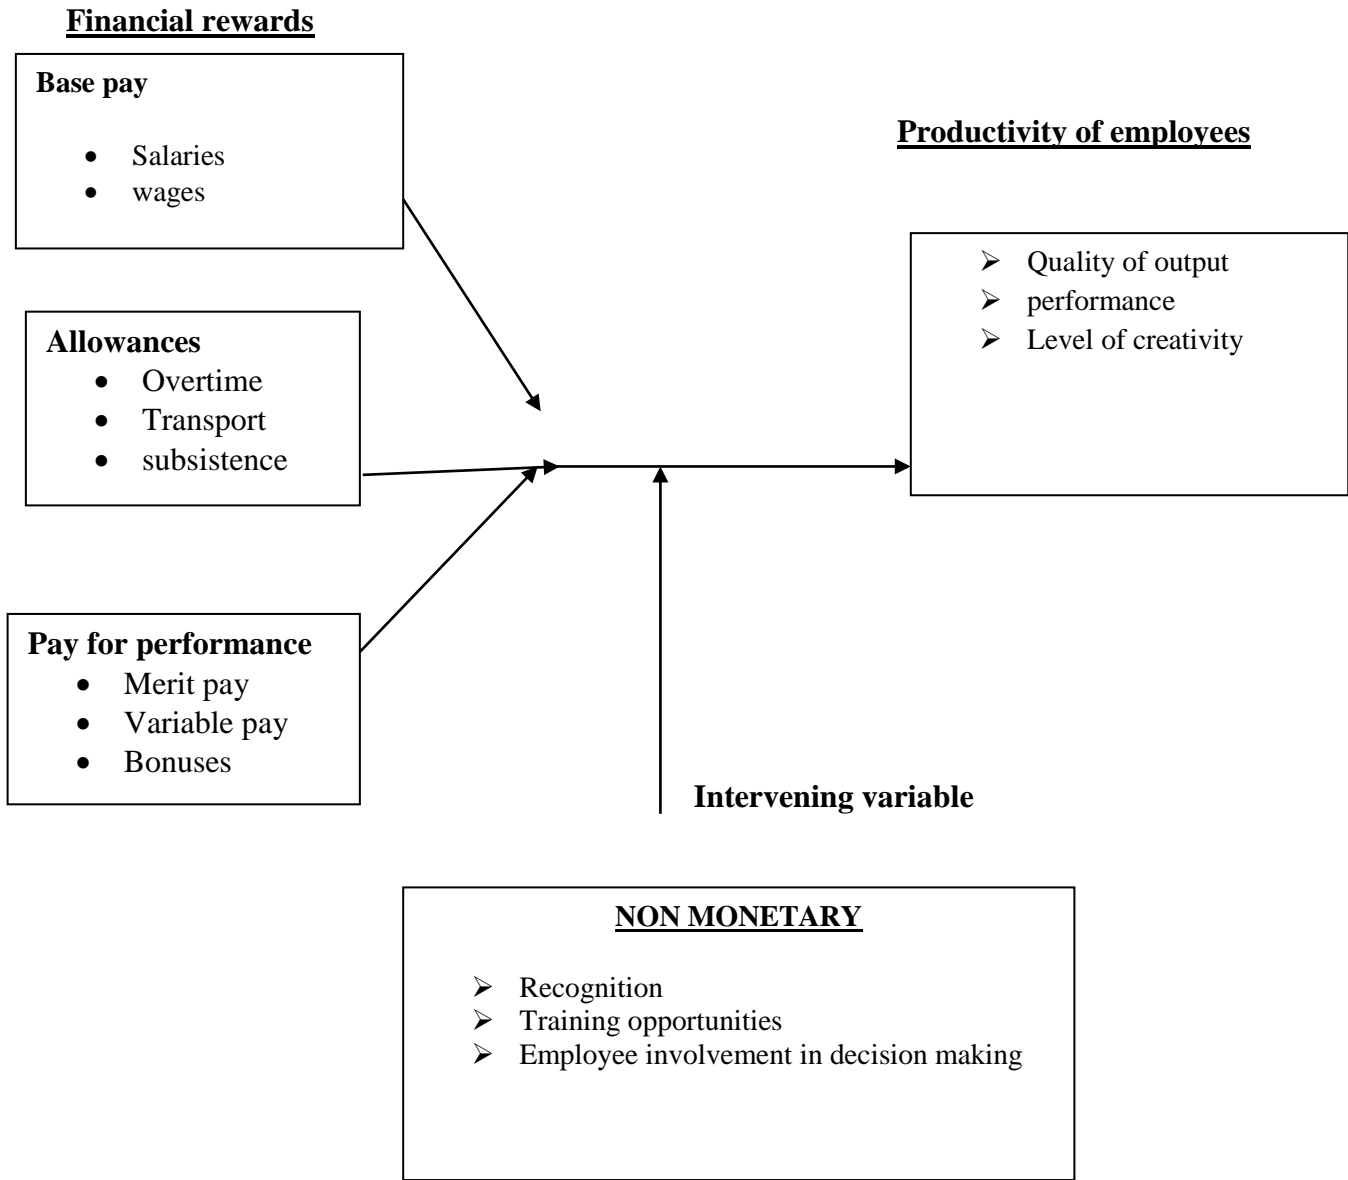 Financial rewards
Base pay
• Salaries
• wages
Productivity of employees
➢ Quality of output
➢ performance
➢ Level of creativity
Allowances
• Overtime
• Transport
• subsistence
Pay for performance
• Merit pay
• Variable pay
• Bonuses
Intervening variable
NON MONETARY
➢ Recognition
➢ Training opportunities
➢ Employee involvement in decision making